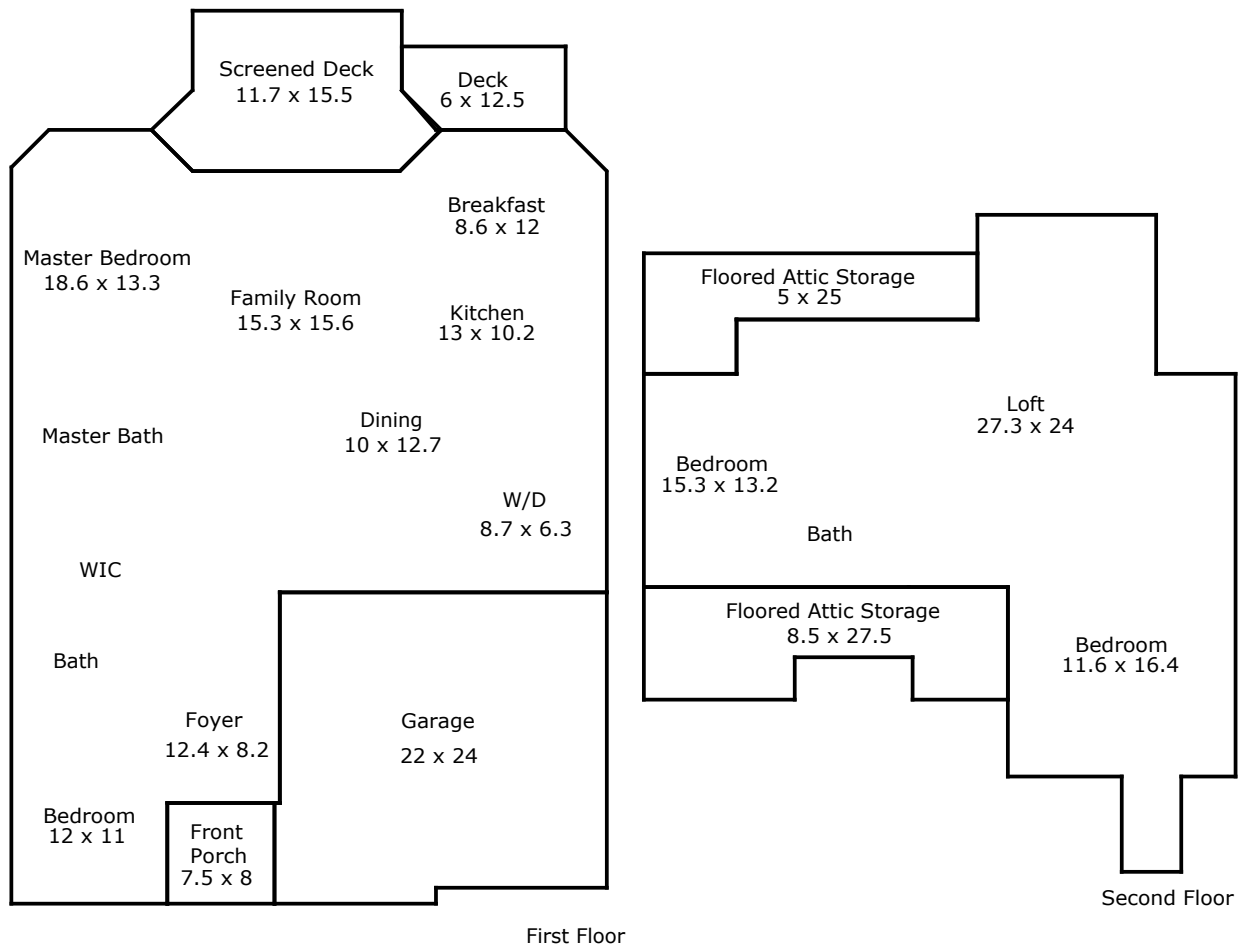 Screened Deck
11.7 x 15.5
Deck
6 x 12.5
Breakfast
8.6 x 12
Master Bedroom
18.6 x 13.3
Family Room
15.3 x 15.6
Kitchen
13 x 10.2
Dining
10 x 12.7
Master Bath
W/D
8.7 x 6.3
WIC
Bath
Foyer
12.4 x 8.2
Garage
22 x 24
Bedroom
12 x 11
Front
Porch
7.5 x 8
First Floor
Floored Attic Storage
5 x 25
Loft
27.3 x 24
Bedroom
15.3 x 13.2
Bath
Floored Attic Storage
8.5 x 27.5
Bedroom
11.6 x 16.4
Second Floor